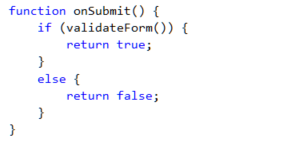 function onSubmit() {
    if (validateForm()) {
        return true;
    }
    else {
        return false;
    }
}